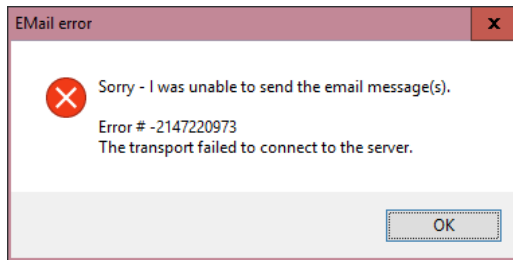 EMail error
Sorry - I was unable to send the email message(s).
Error # -2147220973
The transport failed to connect to the server.
OK